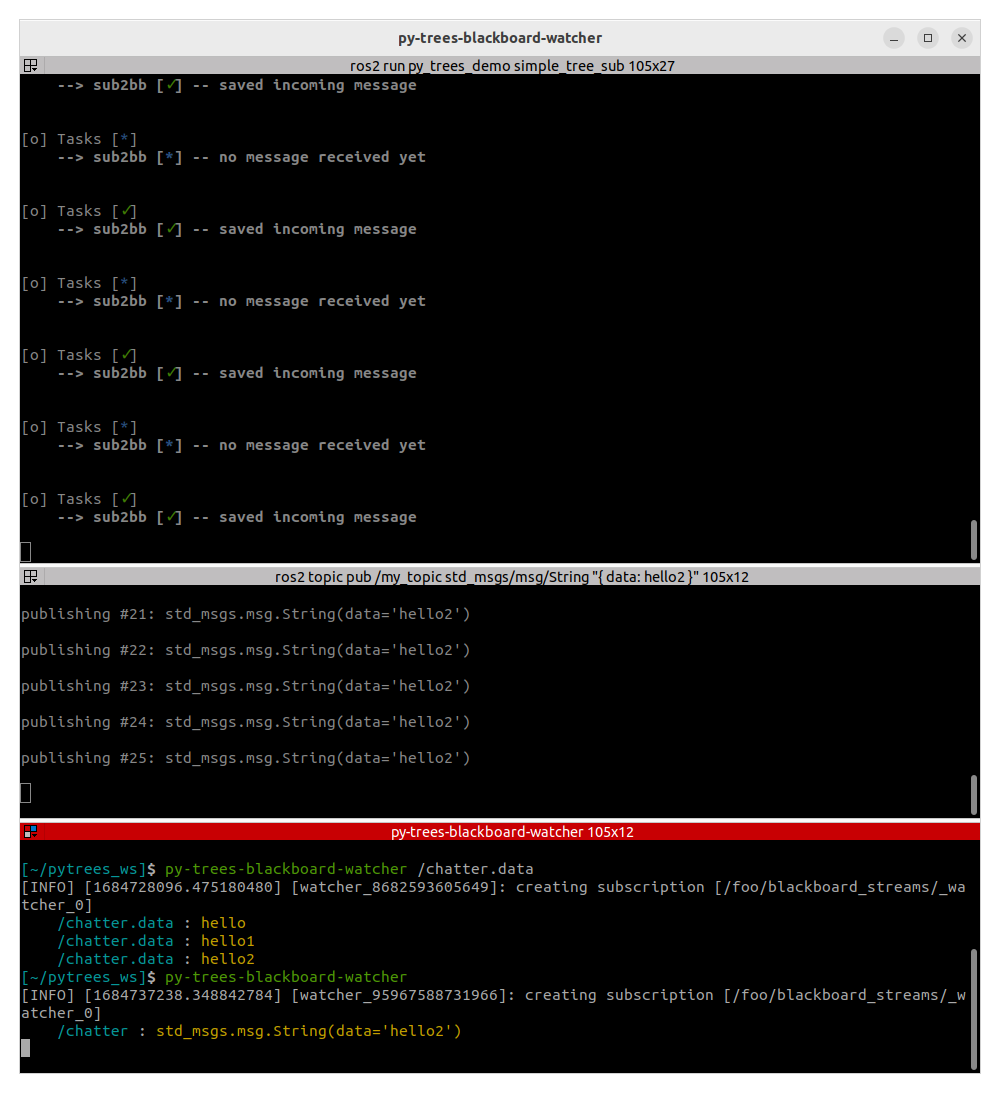 py-trees-blackboard-watcher
ros2 run py_trees_demo simple_tree_sub 105x27
--> sub2bb [✓] -- saved incoming message
[o] Tasks [*]
--> sub2bb [*] -- no message received yet
[o] Tasks [✓]
--> sub2bb [✓] -- saved incoming message
[o] Tasks [*]
--> sub2bb [*] -- no message received yet
[o] Tasks [✓]
--> sub2bb [✓] -- saved incoming message
[o] Tasks [*]
--> sub2bb [*] -- no message received yet
[o] Tasks [✓]
--> sub2bb [✓] -- saved incoming message
ros2 topic pub /my_topic std_msgs/msg/String "{ data: hello2 }" 105x12
publishing #21: std_msgs.msg.String(data='hello2')
publishing #22: std_msgs.msg.String(data='hello2')
publishing #23: std_msgs.msg.String(data='hello2')
publishing #24: std_msgs.msg.String(data='hello2')
publishing #25: std_msgs.msg.String(data='hello2')
py-trees-blackboard-watcher 105x12
[~/pytrees_ws]$ py-trees-blackboard-watcher /chatter.data
[INFO] [1684728096.475180480] [watcher_8682593605649]: creating subscription [/foo/blackboard_streams/_wa
tcher_0]
/chatter.data : hello
/chatter.data : hello1
/chatter.data : hello2
[~/pytrees_ws]$ py-trees-blackboard-watcher
[INFO] [1684737238.348842784] [watcher_95967588731966]: creating subscription [/foo/blackboard_streams/_w
atcher_0]
/chatter : std_msgs.msg.String(data='hello2')